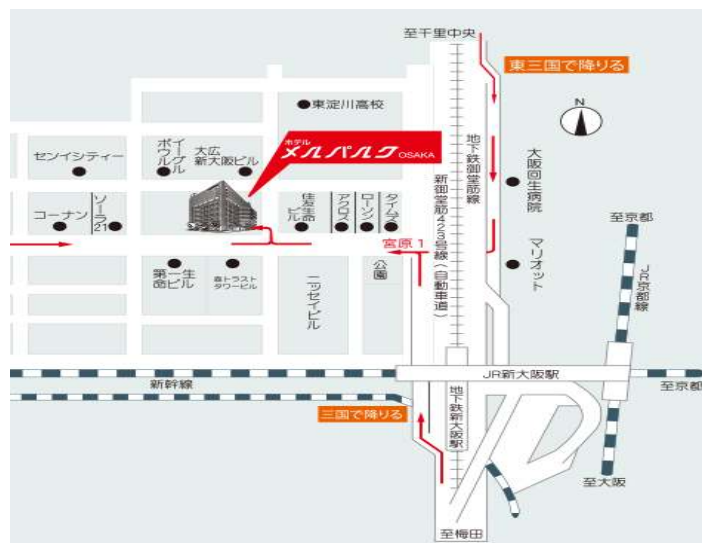 至千里中央
東三国で降りる
東淀川高校
N
ホテル
メルパルク OSAKA
地下鉄御堂筋線
新御堂筋423号線(自動車道)
大阪回生病院
センイシティー
イーグル
ボウル
大広
新大阪ビル
コーナン
ソーラ21
住友生命
ビル
アクロス
ローソン
タイムズ
宮原1
マリオット
至京都
JR京都線
第一生
命ビル
森トラスト
タワービル
ニッセイビル
公園
新幹線
JR新大阪駅
至京都
三国で降りる
地下鉄新大阪駅
至大阪
至梅田